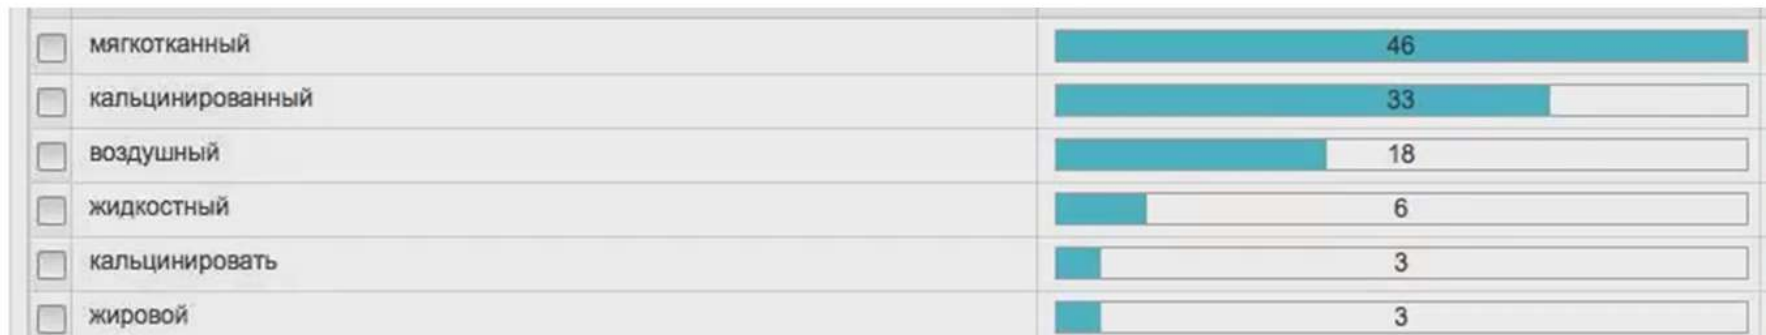 мягкотканный 46
кальцинированный 33
воздушный 18
жидкостный 6
кальцинировать 3
жировой 3